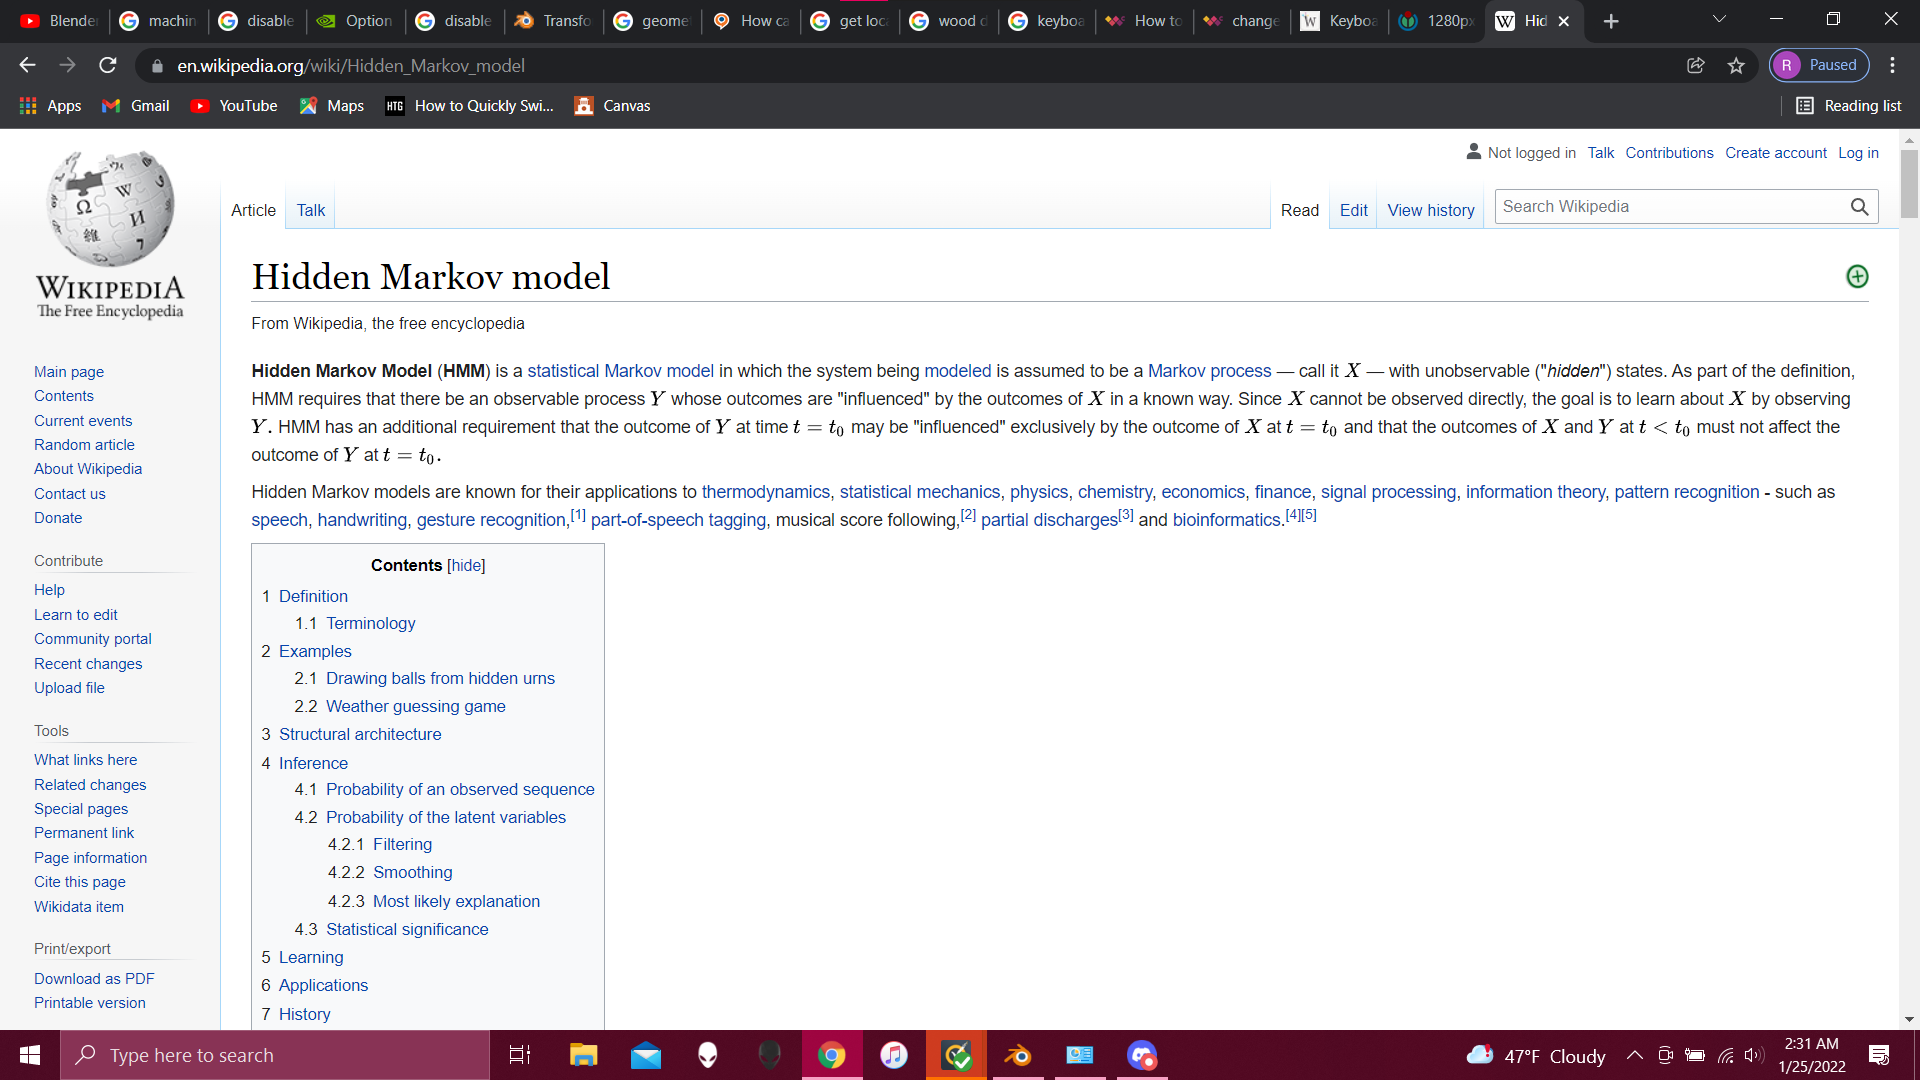 Blender
machin
disable
Option
disable
Transfo
geome
How ca
get loc
wood d
keyboa
How to
change
Keyboa
1280px
Hid
en.wikipedia.org/wiki/Hidden_Markov_model
R Paused
Apps Gmail YouTube Maps HTG How to Quickly Swi... Canvas Reading list
Not logged in Talk Contributions Create account Log in
Article Talk Read Edit View history Search Wikipedia
WIKIPEDIA
The Free Encyclopedia
Main page
Contents
Current events
Random article
About Wikipedia
Contact us
Donate
Contribute
Help
Learn to edit
Community portal
Recent changes
Upload file
Tools
What links here
Related changes
Special pages
Permanent link
Page information
Cite this page
Wikidata item
Print/export
Download as PDF
Printable version
Hidden Markov model
From Wikipedia, the free encyclopedia
Hidden Markov Model (HMM) is a statistical Markov model in which the system being modeled is assumed to be a Markov process — call it X — with unobservable ("hidden") states. As part of the definition,
HMM requires that there be an observable process Y whose outcomes are "influenced" by the outcomes of X in a known way. Since X cannot be observed directly, the goal is to learn about X by observing
Y. HMM has an additional requirement that the outcome of Y at time t = t₀ may be "influenced" exclusively by the outcome of X at t = t₀ and that the outcomes of X and Y at t < t₀ must not affect the
outcome of Y at t = t₀.
Hidden Markov models are known for their applications to thermodynamics, statistical mechanics, physics, chemistry, economics, finance, signal processing, information theory, pattern recognition - such as
speech, handwriting, gesture recognition,[1] part-of-speech tagging, musical score following,[2] partial discharges[3] and bioinformatics.[4][5]
Contents [hide]
1 Definition
1.1 Terminology
2 Examples
2.1 Drawing balls from hidden urns
2.2 Weather guessing game
3 Structural architecture
4 Inference
4.1 Probability of an observed sequence
4.2 Probability of the latent variables
4.2.1 Filtering
4.2.2 Smoothing
4.2.3 Most likely explanation
4.3 Statistical significance
5 Learning
6 Applications
7 History
Type here to search
47°F Cloudy
2:31 AM
1/25/2022